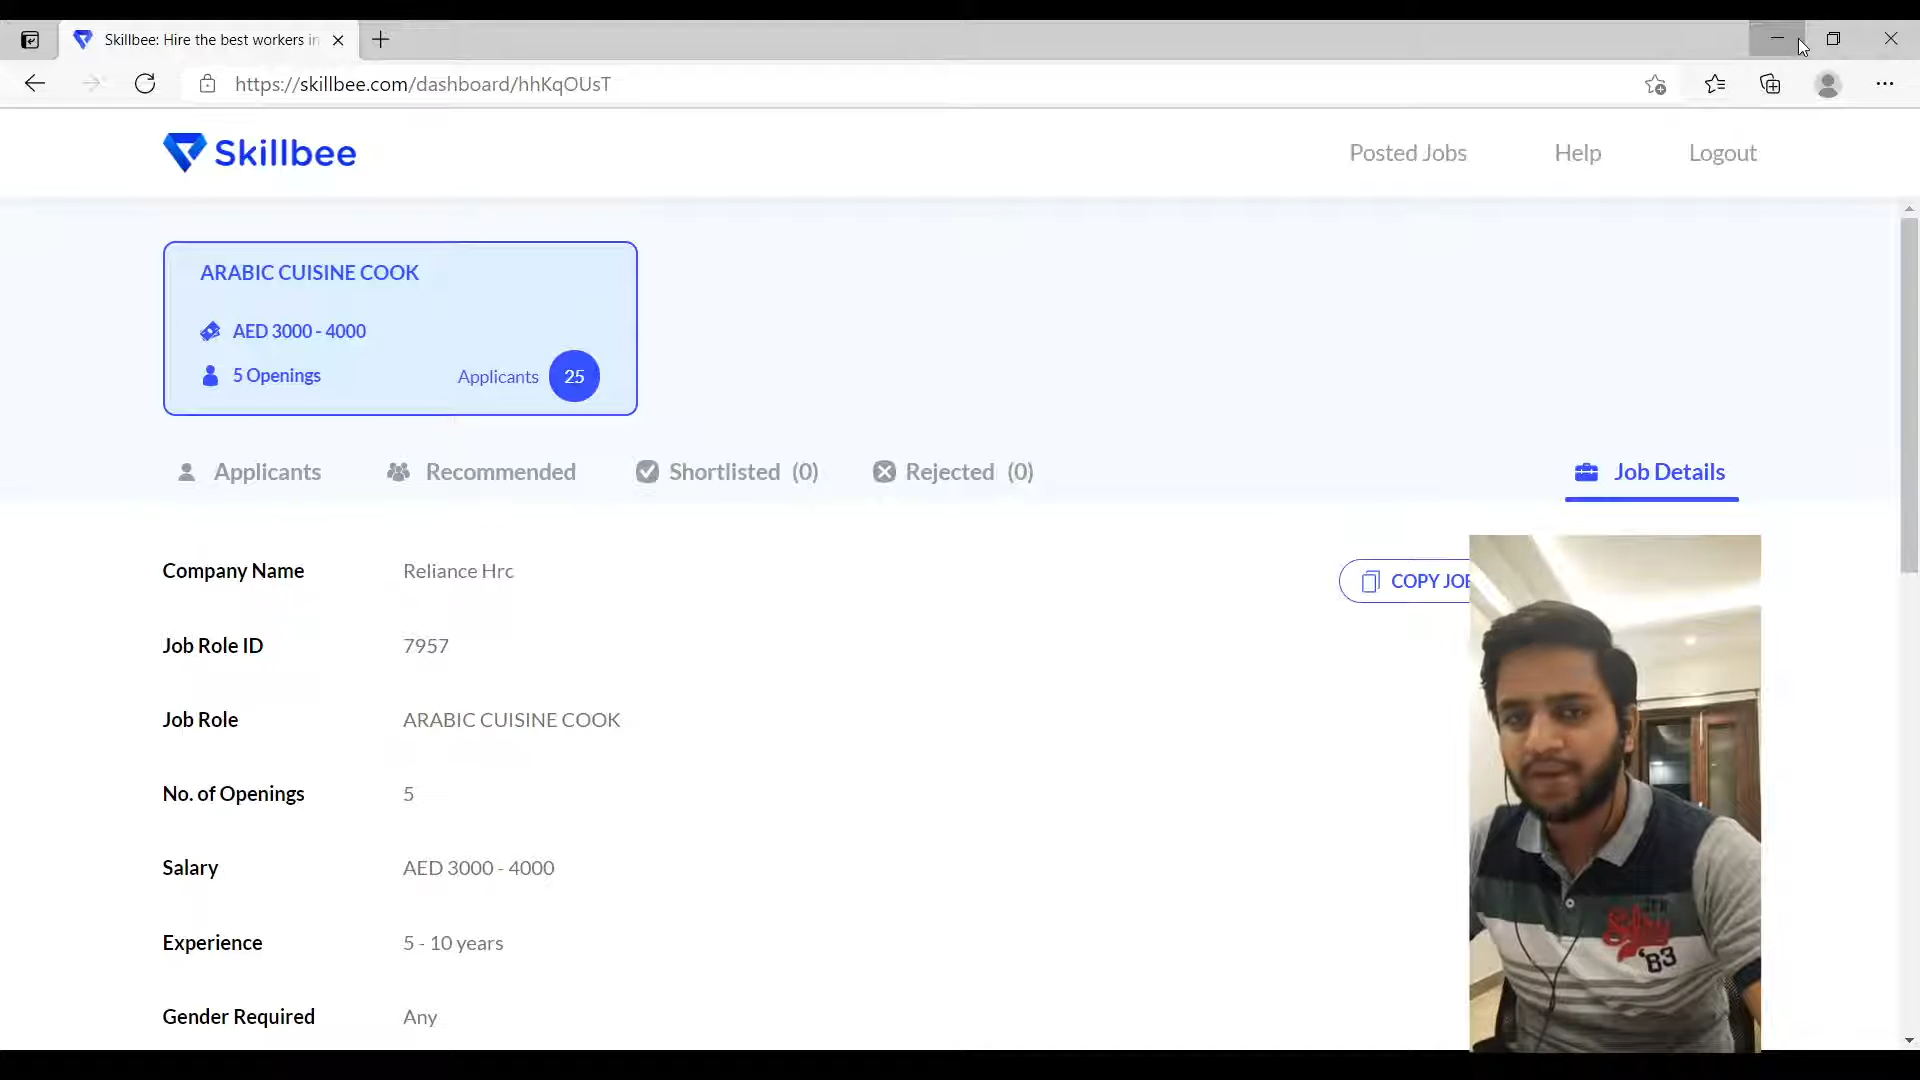 Skillbee: Hire the best workers in
https://skillbee.com/dashboard/hhKqOUsT
Skillbee
Posted Jobs
Help
Logout
ARABIC CUISINE COOK
AED 3000 - 4000
5 Openings
Applicants 25
Applicants
Recommended
Shortlisted (0)
Rejected (0)
Job Details
Company Name Reliance Hrc
COPY JOB
Job Role ID 7957
Job Role ARABIC CUISINE COOK
No. of Openings 5
Salary AED 3000 - 4000
Experience 5 - 10 years
Gender Required Any
'83